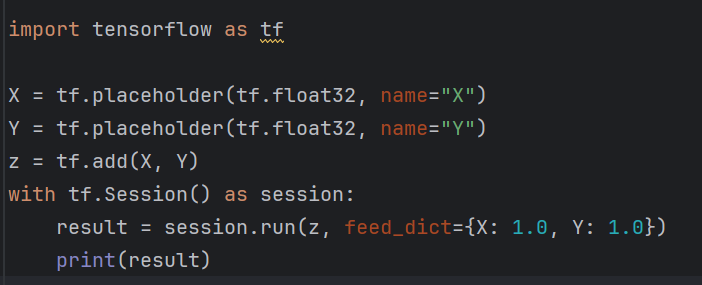 import tensorflow as tf
X = tf.placeholder(tf.float32, name="X")
Y = tf.placeholder(tf.float32, name="Y")
z = tf.add(X, Y)
with tf.Session() as session:
    result = session.run(z, feed_dict={X: 1.0, Y: 1.0})
    print(result)